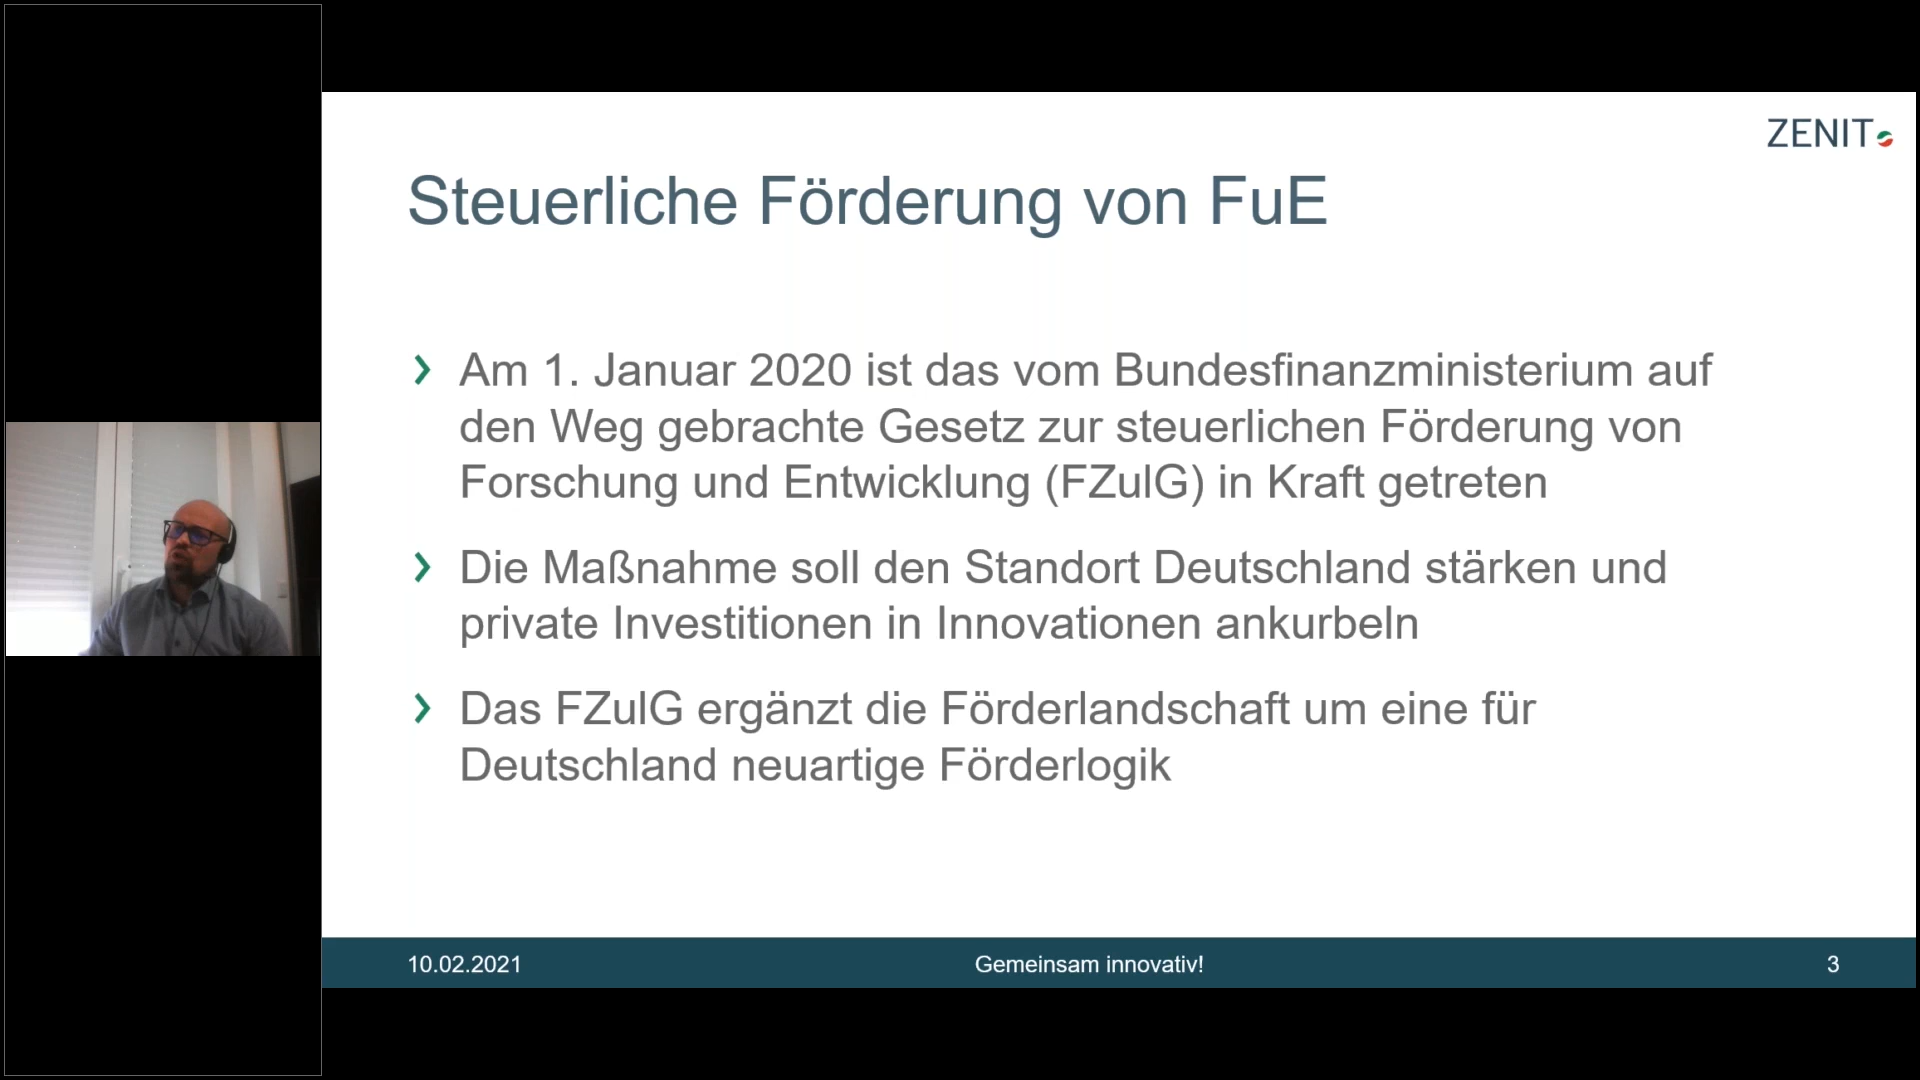 ZENIT
Steuerliche Förderung von FuE
Am 1. Januar 2020 ist das vom Bundesfinanzministerium auf
den Weg gebrachte Gesetz zur steuerlichen Förderung von
Forschung und Entwicklung (FZulG) in Kraft getreten
Die Maßnahme soll den Standort Deutschland stärken und
private Investitionen in Innovationen ankurbeln
Das FZulG ergänzt die Förderlandschaft um eine für
Deutschland neuartige Förderlogik
10.02.2021
Gemeinsam innovativ!
3